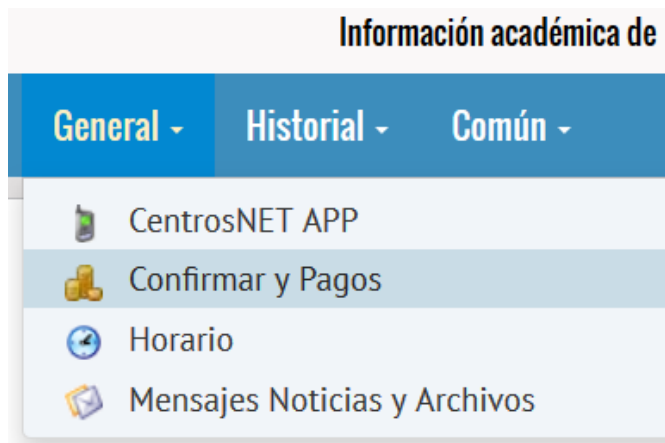 Información académica de
General Historial Común
CentrosNET APP
Confirmar y Pagos
Horario
Mensajes Noticias y Archivos